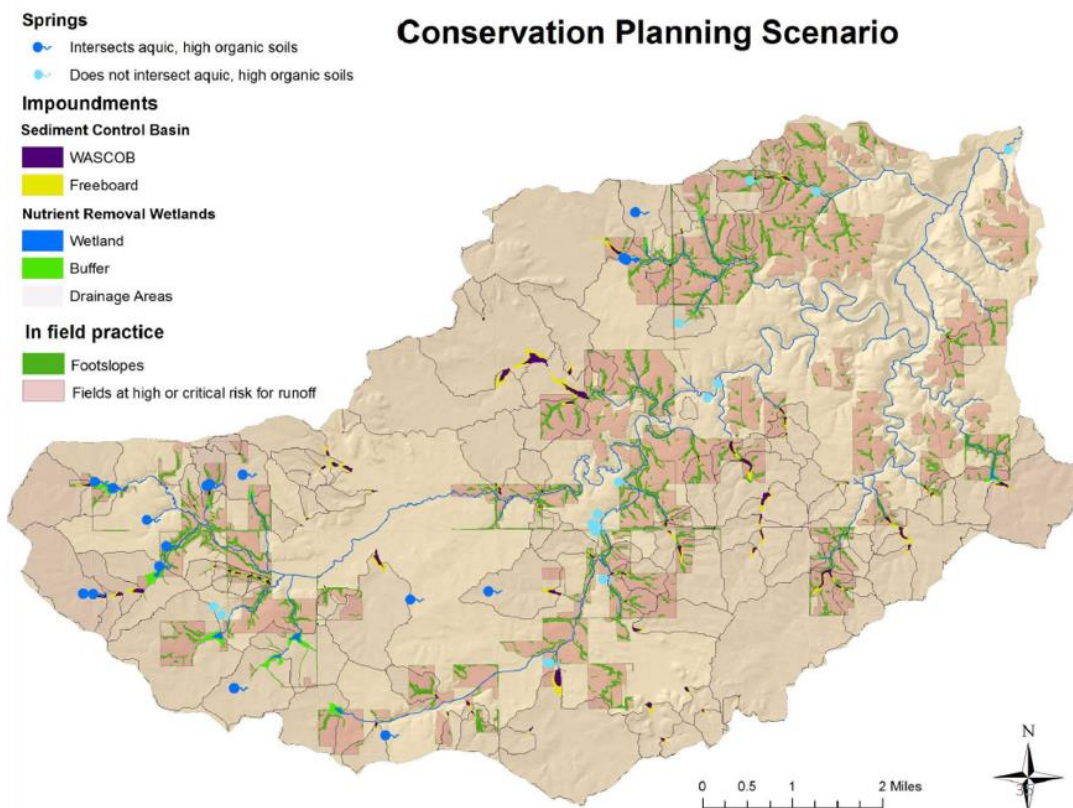 Springs
Conservation Planning Scenario
Intersects aquic, high organic soils
Does not intersect aquic, high organic soils
Impoundments
Sediment Control Basin
WASCOB
Freeboard
Nutrient Removal Wetlands
Wetland
Buffer
Drainage Areas
In field practice
Footslopes
Fields at high or critical risk for runoff
N
0 0.5 1 2 Miles